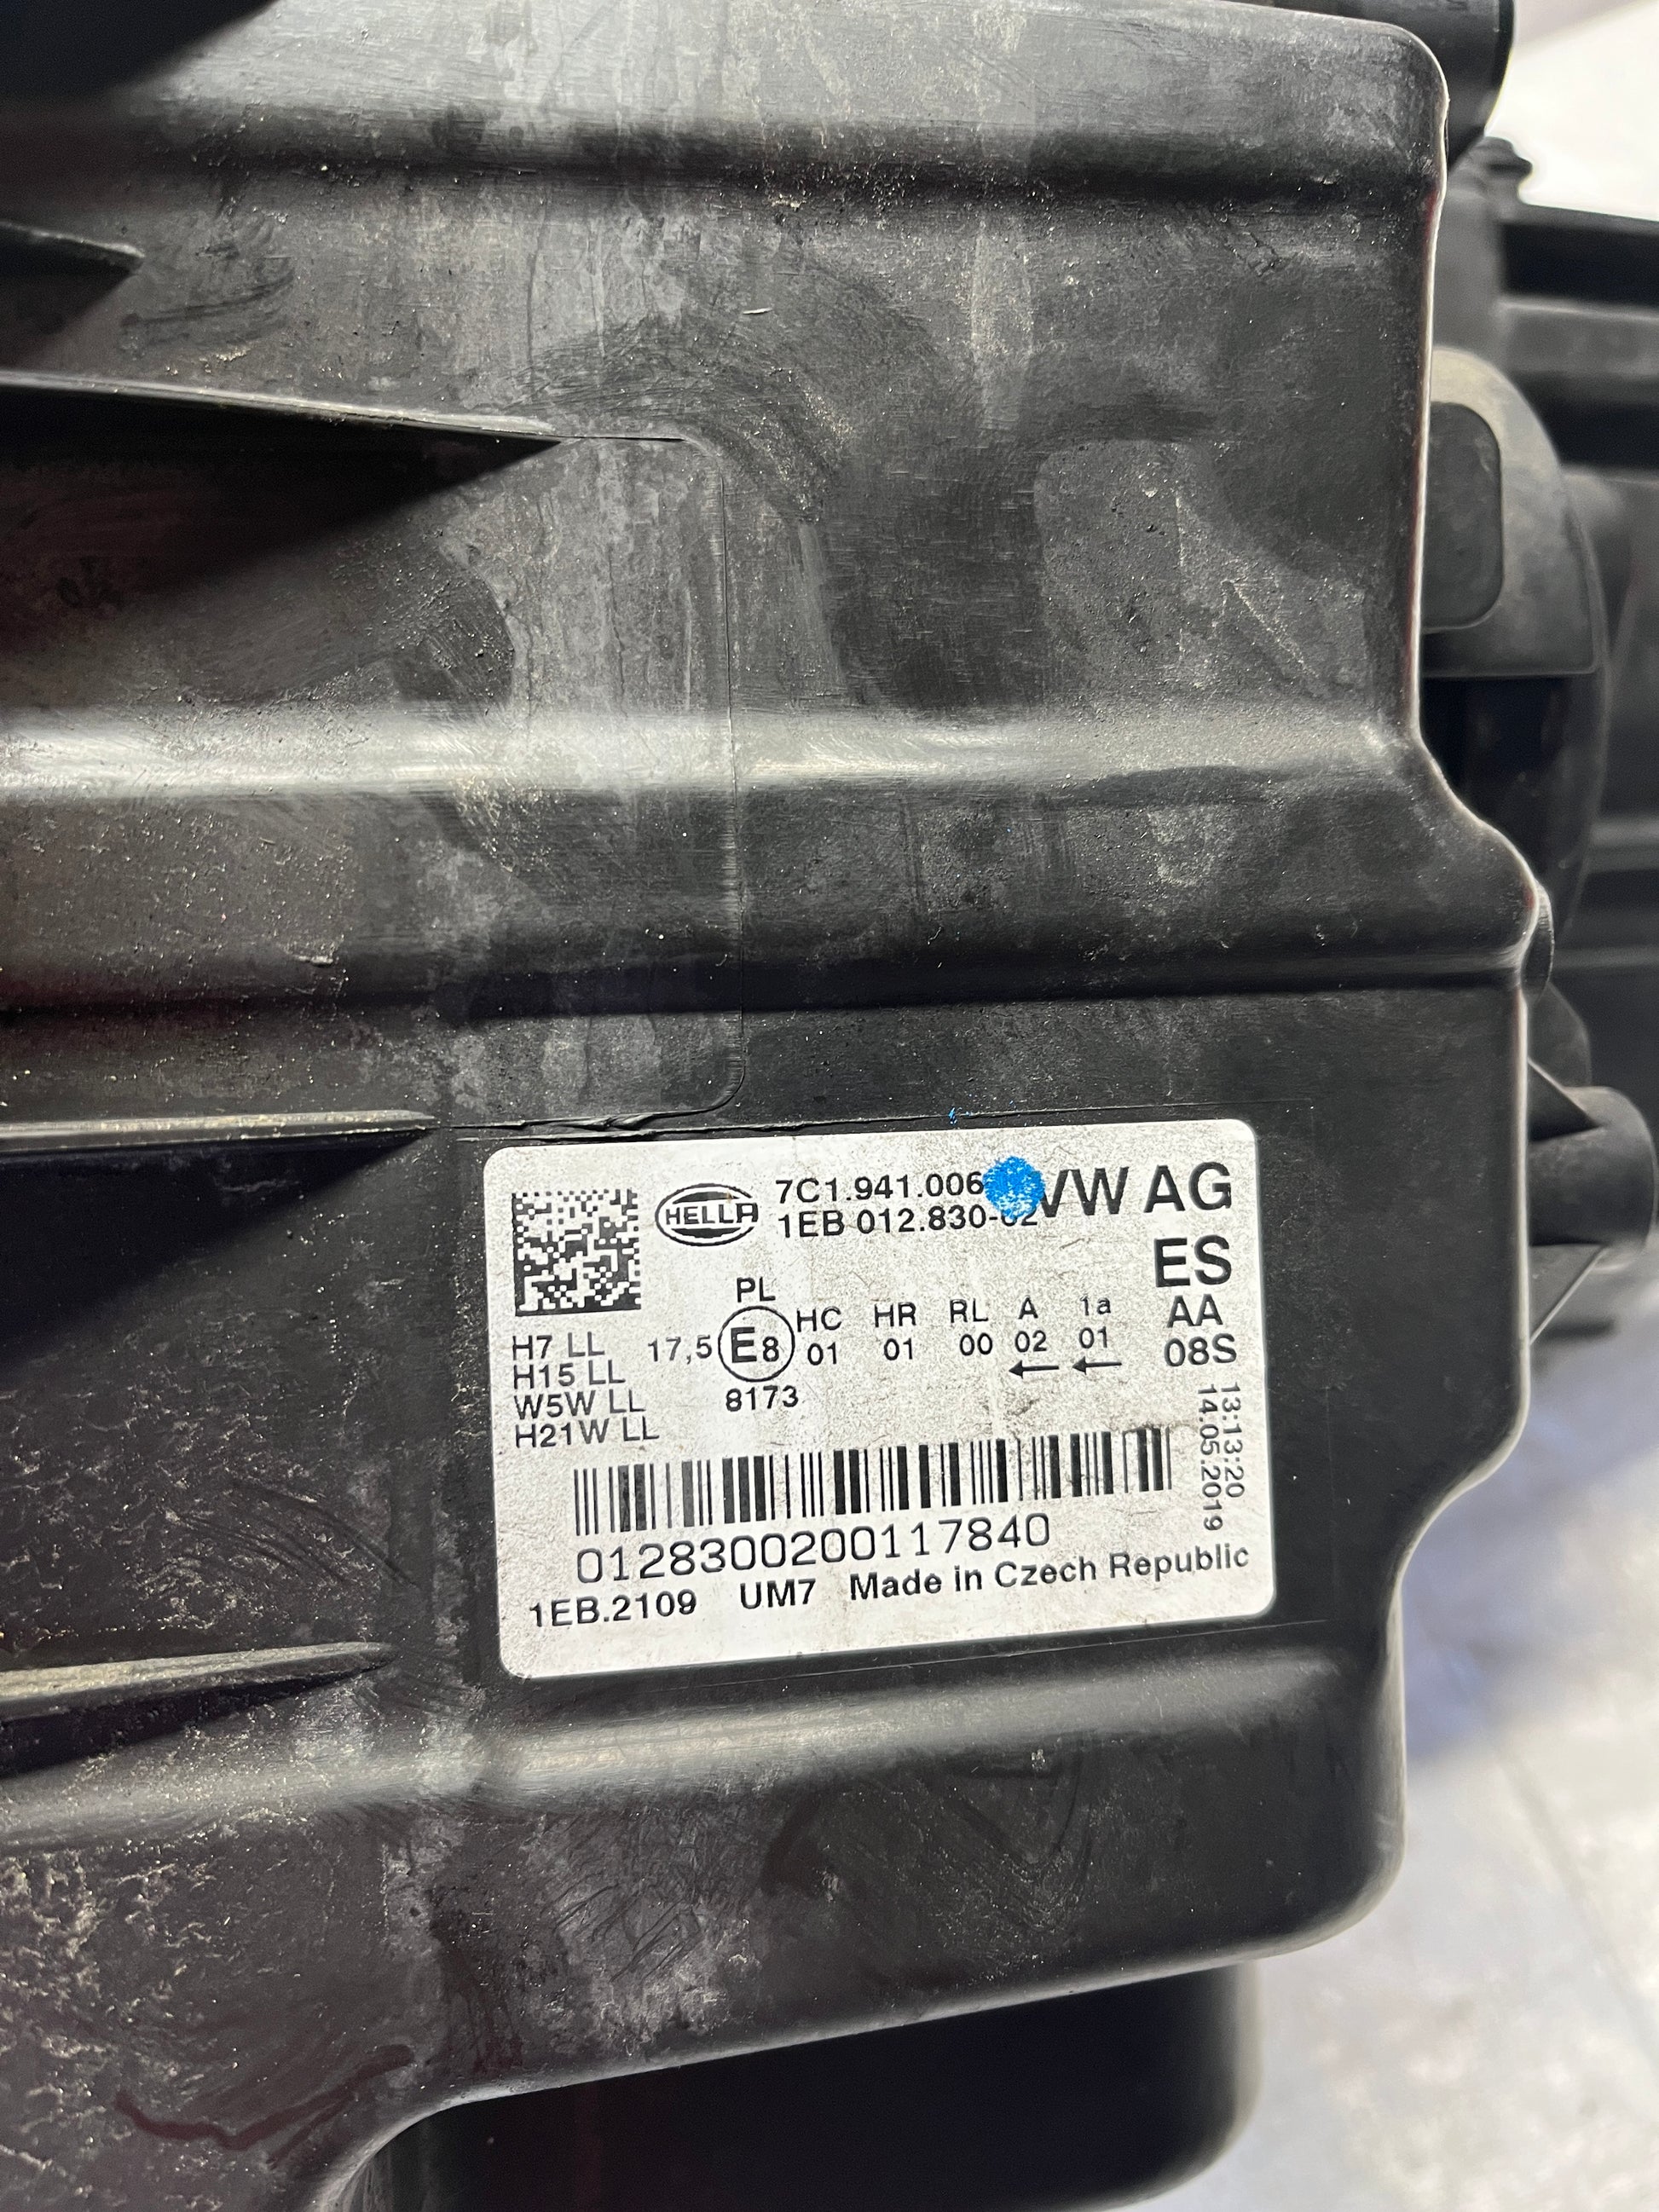 HELLA
7C1.941.006
1EB 012.830-02
VW AG
ES
AA
08S
PL
H7 LL
H15 LL
W5W LL
H21W LL
17,5 E8 HC HR RL A 1a
01 01 00 02 01
← ←
8173
13:13:20
14.05.2019
0128300200117840
1EB.2109 UM7 Made in Czech Republic